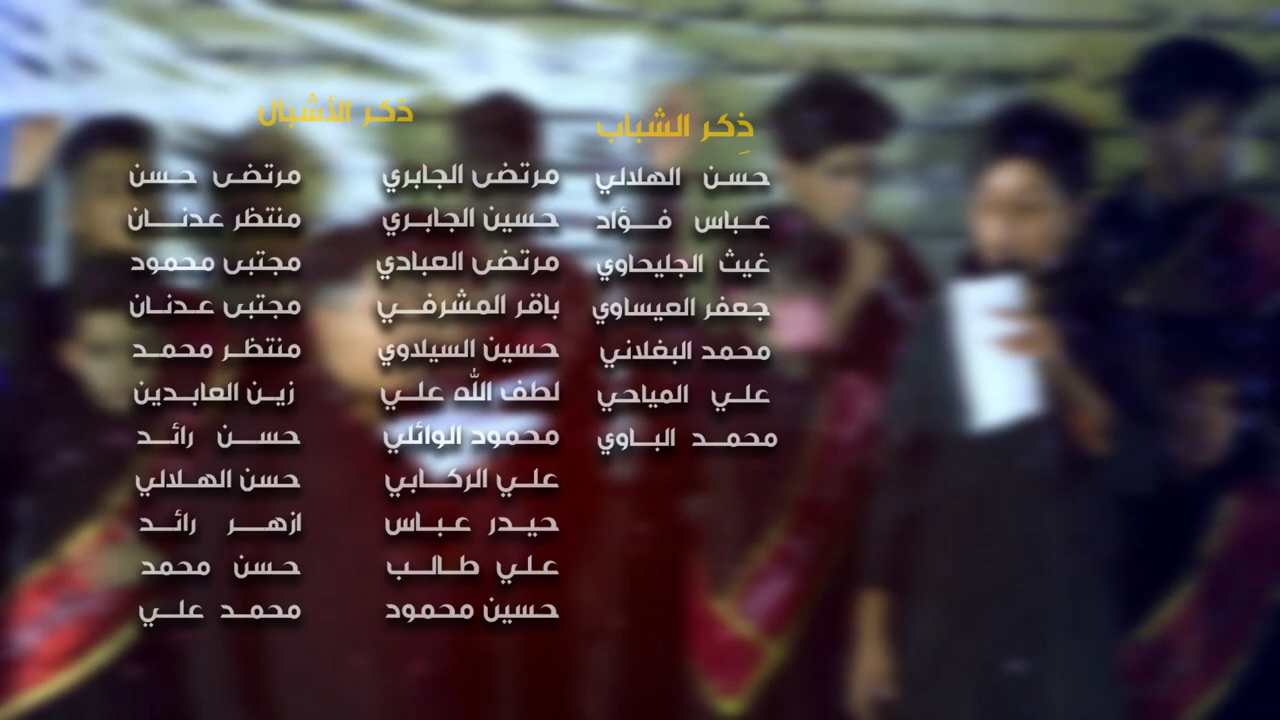 ذِكر الشباب
حسن الهلالي
عباس فؤاد
غيث الجليحاوي
جعفر العيساوي
محمد البغلاني
علي المياحي
محمد الباوي
ذكر الأشبال
مرتضى الجابري
حسين الجابري
مرتضى العبادي
باقر المشرفي
حسين السيلاوي
لطف الله علي
محمود الوائلي
علي الركابي
حيدر عباس
علي طالب
حسين محمود
مرتضى حسن
منتظر عدنان
مجتبى محمود
مجتبى عدنان
منتظر محمد
زين العابدين
حسن رائد
حسن الهلالي
ازهر رائد
حسن محمد
محمد علي